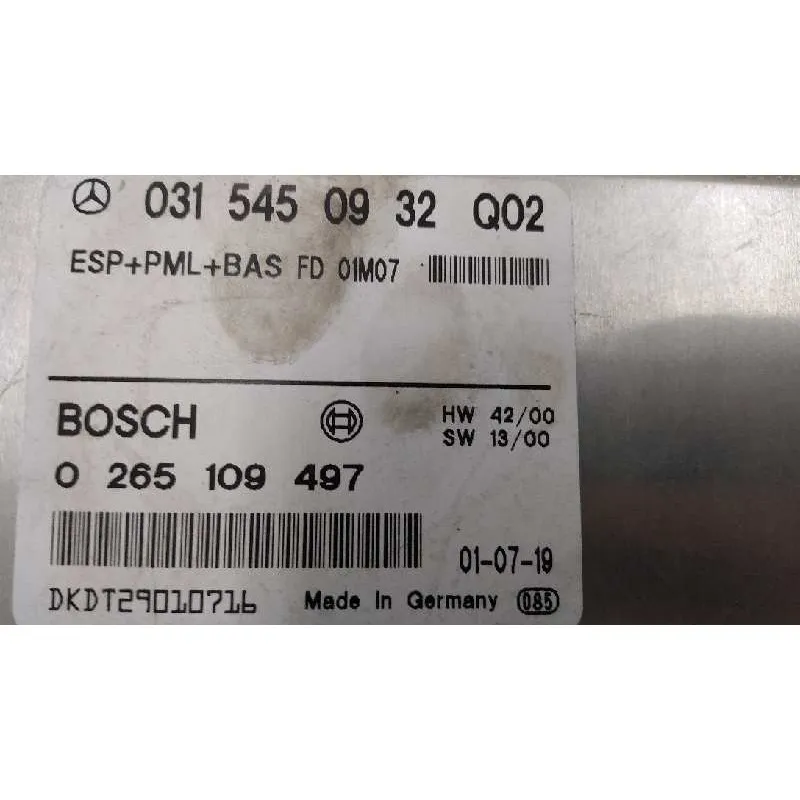 031 545 09 32 Q02
ESP+PML+BAS FD 01M07
BOSCH
HW 42/00
SW 13/00
0 265 109 497
01-07-19
DKDT29010716 Made In Germany 085